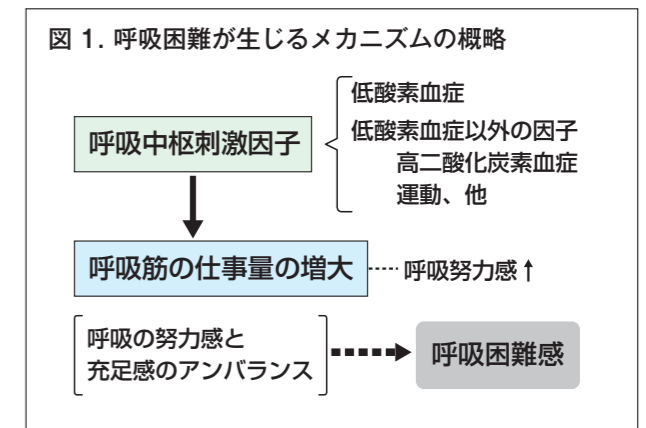 図 1. 呼吸困難が生じるメカニズムの概略
呼吸中枢刺激因子
低酸素血症
低酸素血症以外の因子
高二酸化炭素血症
運動、他
呼吸筋の仕事量の増大
呼吸努力感↑
呼吸の努力感と
充足感のアンバランス
呼吸困難感